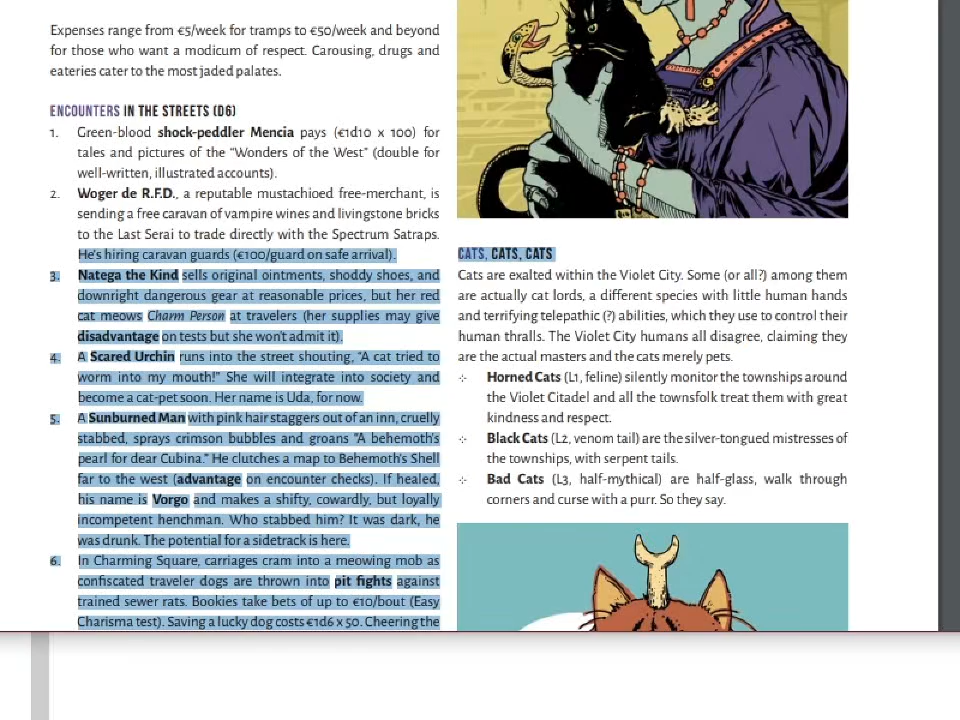 Expenses range from €5/week for tramps to €50/week and beyond
for those who want a modicum of respect. Carousing, drugs and
eateries cater to the most jaded palates.
ENCOUNTERS IN THE STREETS (D6)
1. Green-blood shock-peddler Mencia pays (€1d10 x 100) for
tales and pictures of the “Wonders of the West” (double for
well-written, illustrated accounts).
2. Woger de R.F.D., a reputable mustachioed free-merchant, is
sending a free caravan of vampire wines and livingstone bricks
to the Last Serai to trade directly with the Spectrum Satraps.
He’s hiring caravan guards (€100/guard on safe arrival).
3. Natega the Kind sells original ointments, shoddy shoes, and
downright dangerous gear at reasonable prices, but her red
cat meows Charm Person at travelers (her supplies may give
disadvantage on tests but she won’t admit it).
4. A Scared Urchin runs into the street shouting, “A cat tried to
worm into my mouth!” She will integrate into society and
become a cat-pet soon. Her name is Uda, for now.
5. A Sunburned Man with pink hair staggers out of an inn, cruelly
stabbed, sprays crimson bubbles and groans “A behemoth’s
pearl for dear Cubina.” He clutches a map to Behemoth’s Shell
far to the west (advantage on encounter checks). If healed,
his name is Vorgo and makes a shifty, cowardly, but loyally
incompetent henchman. Who stabbed him? It was dark, he
was drunk. The potential for a sidetrack is here.
6. In Charming Square, carriages cram into a meowing mob as
confiscated traveler dogs are thrown into pit fights against
trained sewer rats. Bookies take bets of up to €10/bout (Easy
Charisma test). Saving a lucky dog costs €1d6 x 50. Cheering the
CATS, CATS, CATS
Cats are exalted within the Violet City. Some (or all?) among them
are actually cat lords, a different species with little human hands
and terrifying telepathic (?) abilities, which they use to control their
human thralls. The Violet City humans all disagree, claiming they
are the actual masters and the cats merely pets.
⊹ Horned Cats (L1, feline) silently monitor the townships around
the Violet Citadel and all the townsfolk treat them with great
kindness and respect.
⊹ Black Cats (L2, venom tail) are the silver-tongued mistresses of
the townships, with serpent tails.
⊹ Bad Cats (L3, half-mythical) are half-glass, walk through
corners and curse with a purr. So they say.